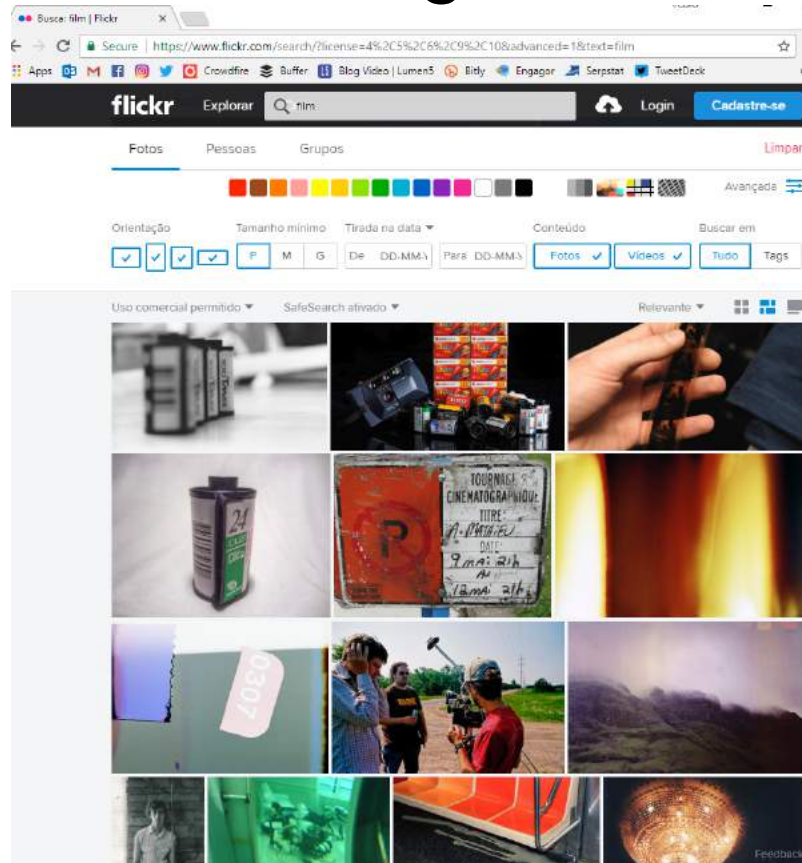 Busca: film | Flickr
Secure https://www.flickr.com/search/?license=4%2C5%2C6%2C9%2C10&advanced=1&text=film
Apps Crowdfire Buffer Blog Video | Lumen5 Bitly Engagor Serpstat TweetDeck
flickr Explorar film Login Cadastre-se
Fotos Pessoas Grupos Limpar
Avançada
Orientação Tamanho mínimo Tirada na data Conteúdo Buscar em
P M G De DD-MM- Para DD-MM- Fotos Vídeos Tudo Tags
Uso comercial permitido SafeSearch ativado Relevante
24
TOURNAGE
CINÉMATOGRAPHIQUE
TITRE:
A. MATHIEU
DATE:
9 mai 21h
Au
12 mai 21h
P
0307
Feedback